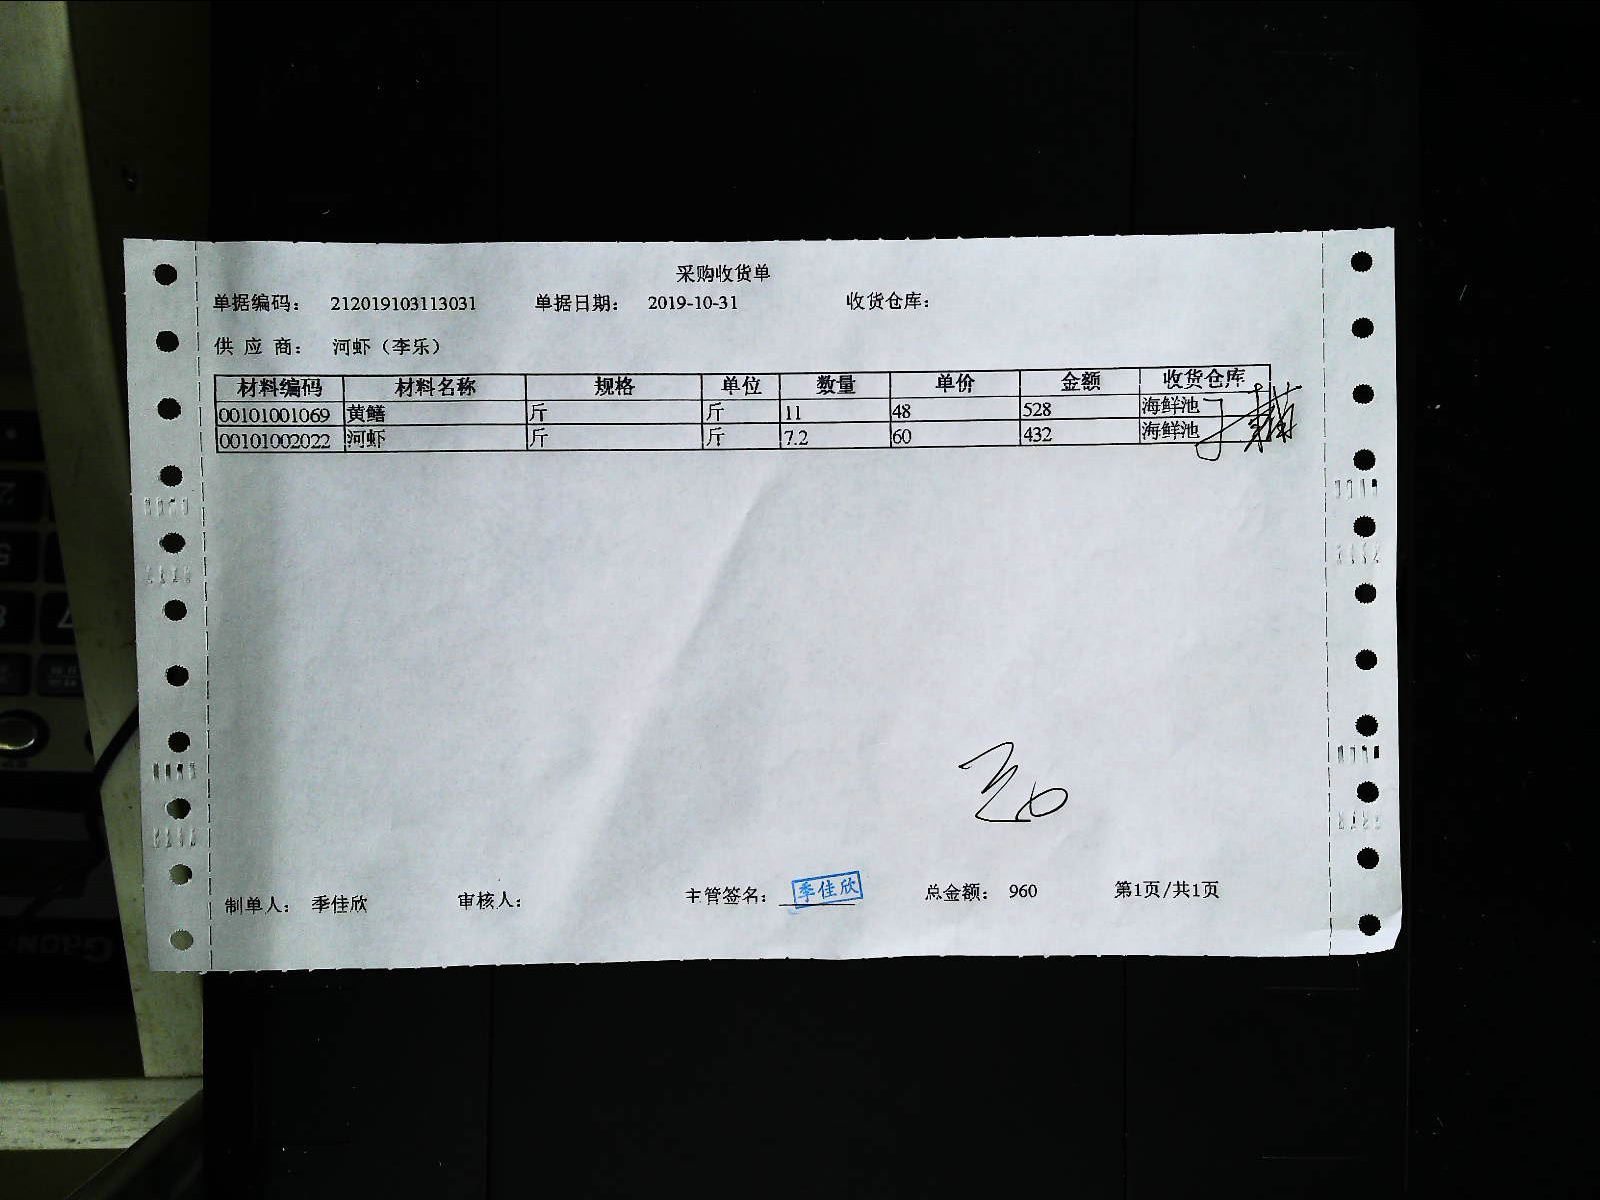 采购收货单
单据编码： 212019103113031 单据日期： 2019-10-31 收货仓库：
供 应 商： 河虾（李乐）
材料编码 材料名称 规格 单位 数量 单价 金额 收货仓库
00101001069 黄鳝 斤 斤 11 48 528 海鲜池
00101002022 河虾 斤 斤 7.2 60 432 海鲜池
制单人： 季佳欣 审核人： 主管签名： 季佳欣 总金额： 960 第1页/共1页